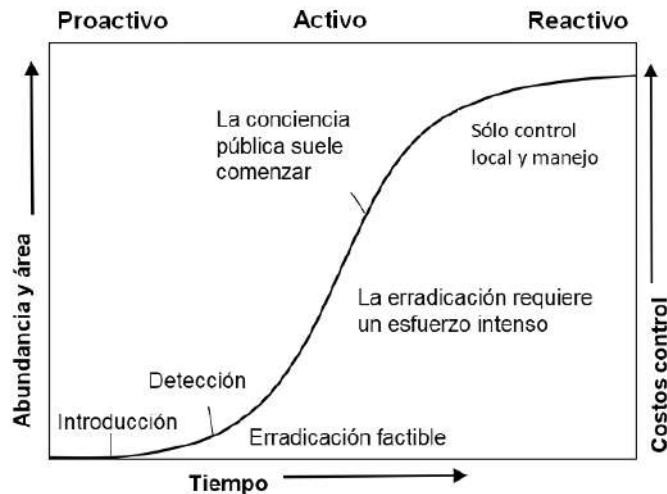 Proactivo Activo Reactivo
La conciencia
pública suele
comenzar
Sólo control
local y manejo
La erradicación requiere
un esfuerzo intenso
Detección
Introducción
Erradicación factible
Abundancia y área
Costos control
Tiempo